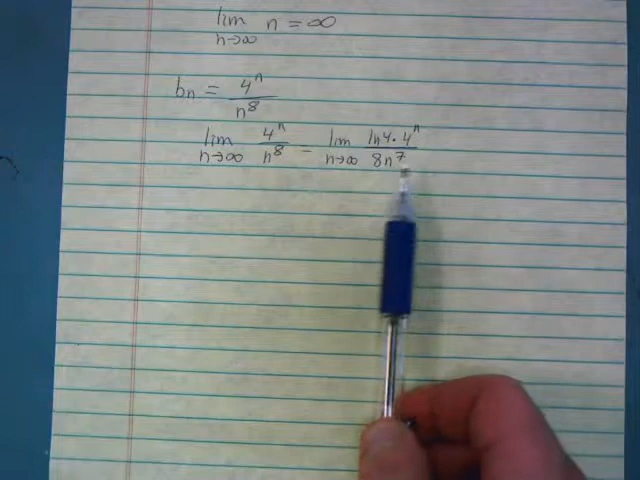 lim n→∞ n = ∞
bn = 4^n / n^8
lim n→∞ 4^n / n^8 = lim n→∞ ln4·4^n / 8n^7